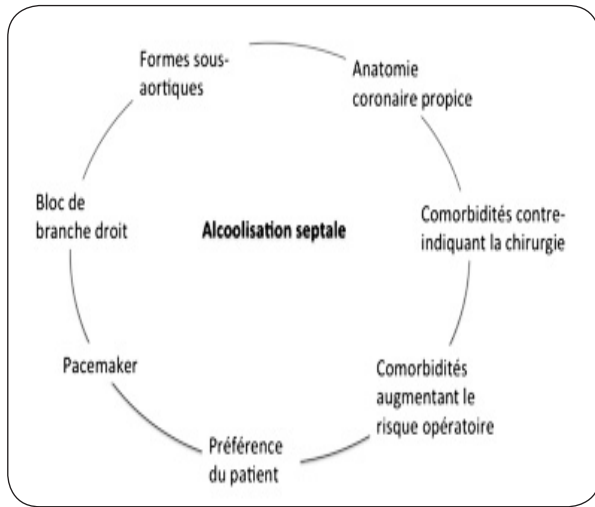 Formes sous-
aortiques
Anatomie
coronaire propice
Bloc de
branche droit
Alcoolisation septale
Comorbidités contre-
indiquant la chirurgie
Pacemaker
Comorbidités
augmentant le
risque opératoire
Préférence
du patient